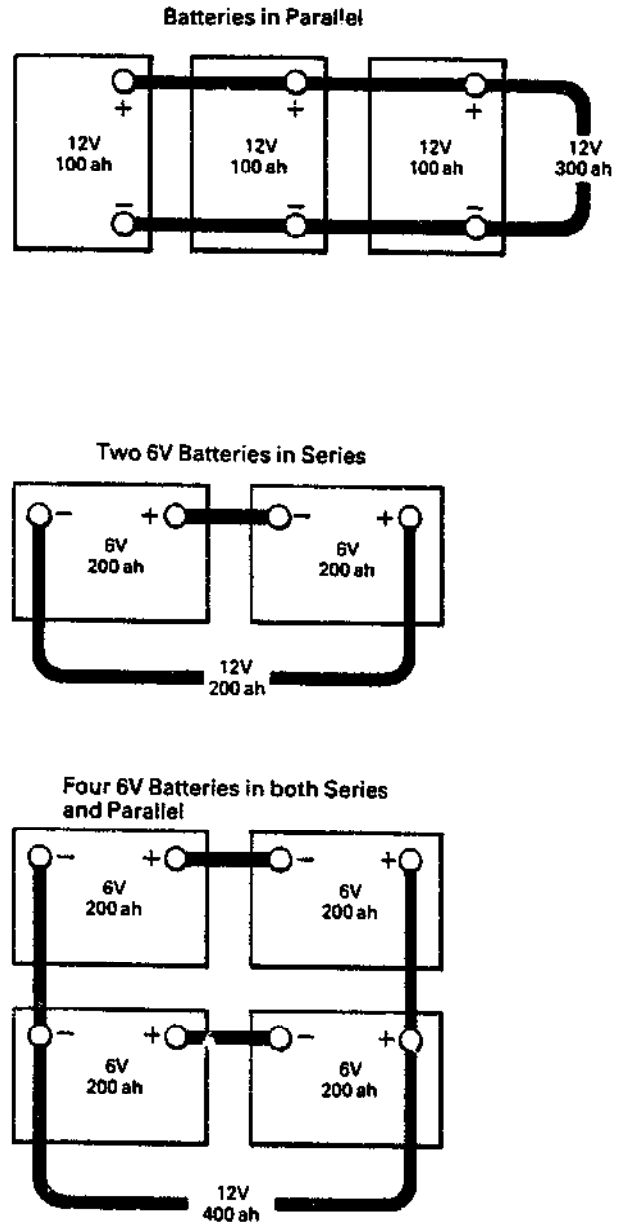 Batteries in Parallel
+ + +
12V 12V 12V 12V
100 ah 100 ah 100 ah 300 ah
− − −
Two 6V Batteries in Series
− + − +
6V 6V
200 ah 200 ah
12V
200 ah
Four 6V Batteries in both Series
and Parallel
− + − +
6V 6V
200 ah 200 ah
− + − +
6V 6V
200 ah 200 ah
12V
400 ah